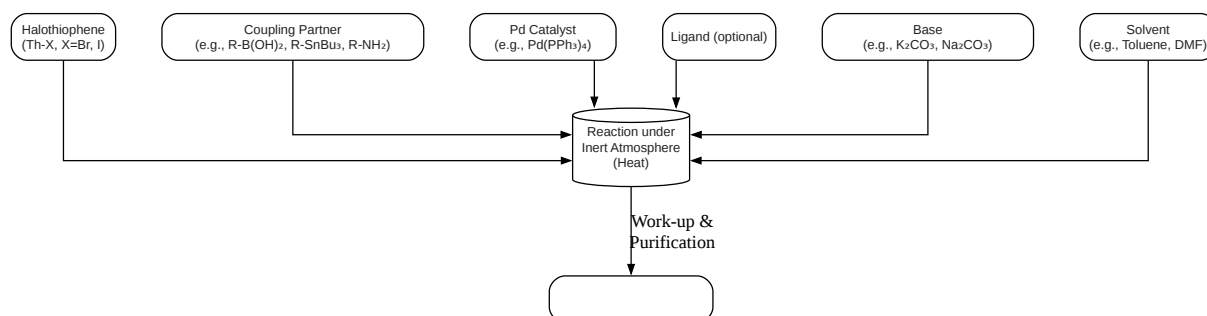 Halothiophene
(Th-X, X=Br, I)
Coupling Partner
(e.g., R-B(OH)₂, R-SnBu₃, R-NH₂)
Pd Catalyst
(e.g., Pd(PPh₃)₄)
Ligand (optional)
Base
(e.g., K₂CO₃, Na₂CO₃)
Solvent
(e.g., Toluene, DMF)
Reaction under
Inert Atmosphere
(Heat)
Work-up &
Purification